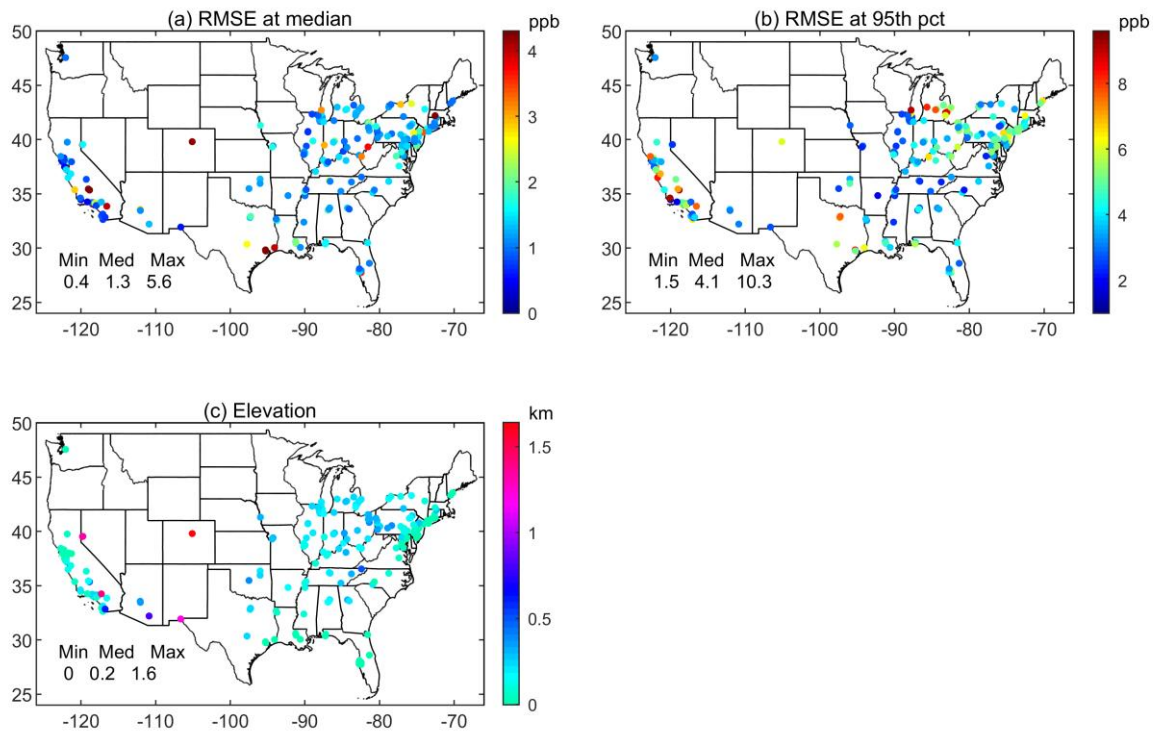 (a) RMSE at median
ppb
50
45
40
35
30
25
4
3
2
1
0
Min Med Max
0.4 1.3 5.6
-120 -110 -100 -90 -80 -70
(b) RMSE at 95th pct
ppb
50
45
40
35
30
25
8
6
4
2
Min Med Max
1.5 4.1 10.3
-120 -110 -100 -90 -80 -70
(c) Elevation
km
50
45
40
35
30
25
1.5
1
0.5
0
Min Med Max
0 0.2 1.6
-120 -110 -100 -90 -80 -70